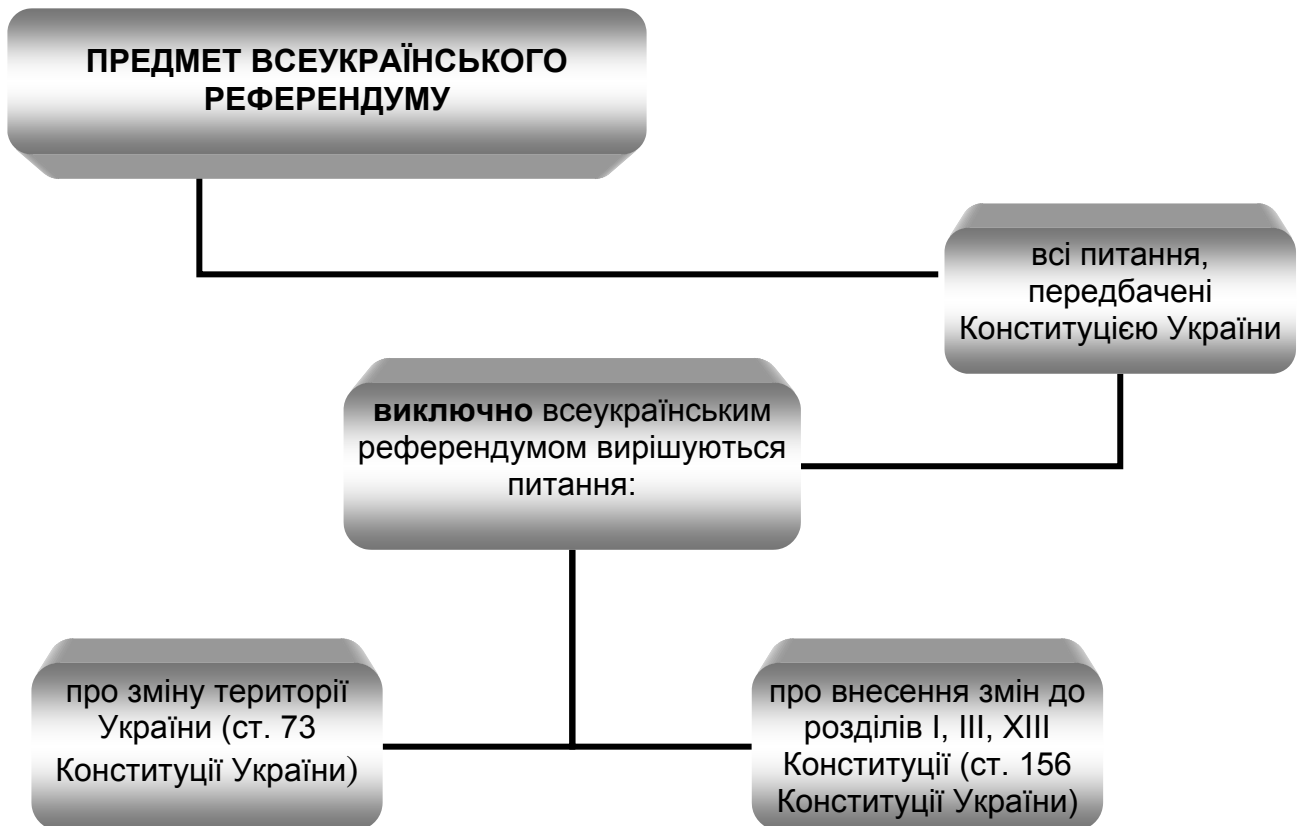 ПРЕДМЕТ ВСЕУКРАЇНСЬКОГО
РЕФЕРЕНДУМУ
всі питання,
передбачені
Конституцією України
виключно всеукраїнським
референдумом вирішуються
питання:
про зміну території
України (ст. 73
Конституції України)
про внесення змін до
розділів І, ІІІ, ХІІІ
Конституції (ст. 156
Конституції України)